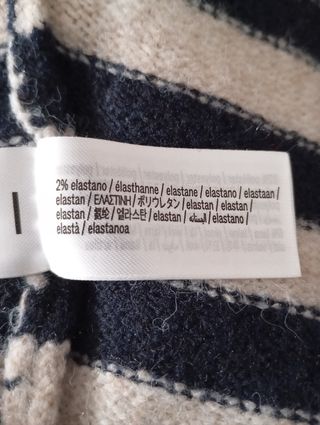 2% elastano / élasthanne / elastane / elastano / elastaan /
elastan / ΕΛΑΣΤΙΝΗ / ポリウレタン / elastan / elastan /
elastan / 氨纶 / 엘라스탄 / elastan / الستان / elastano /
elastà / elastanoa